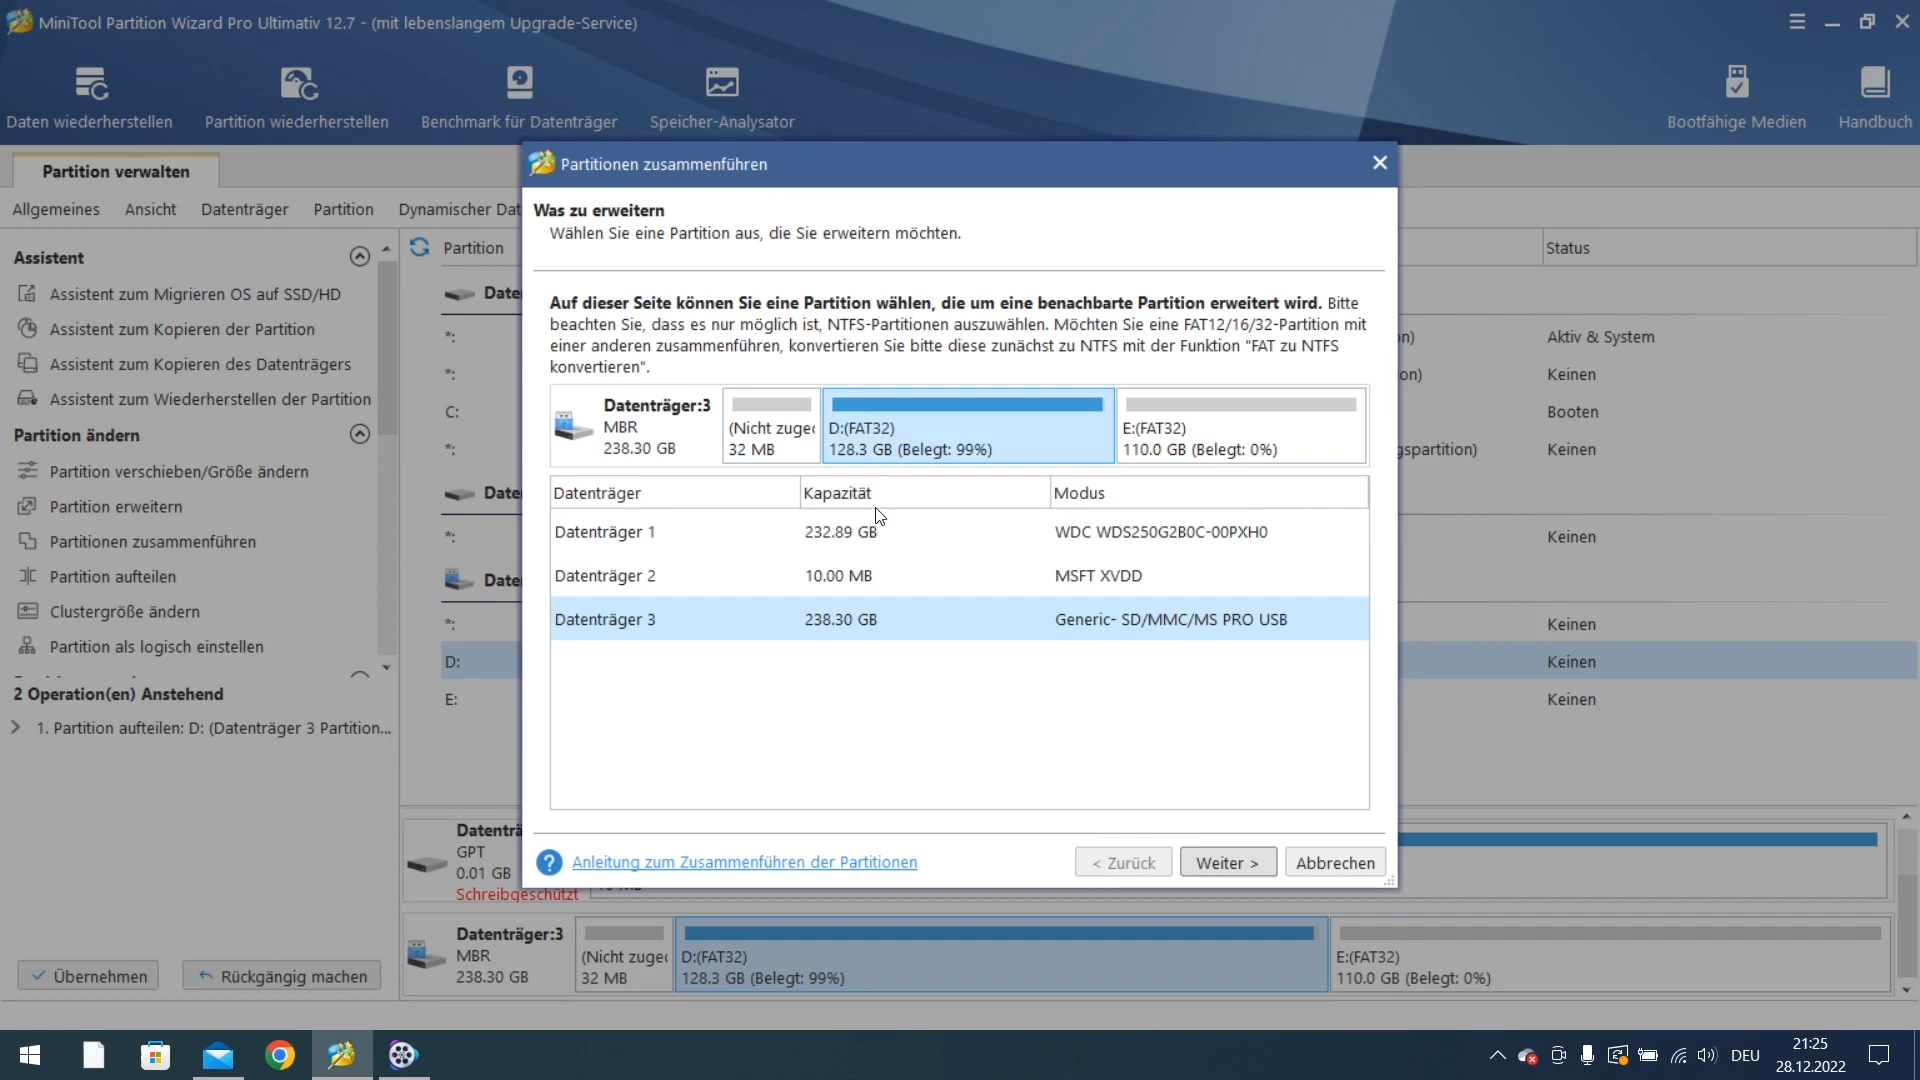 MiniTool Partition Wizard Pro Ultimativ 12.7 - (mit lebenslangem Upgrade-Service)
Daten wiederherstellen
Partition wiederherstellen
Benchmark für Datenträger
Speicher-Analysator
Bootfähige Medien
Handbuch
Partition verwalten
Allgemeines
Ansicht
Datenträger
Partition
Dynamischer Dat
Assistent
Assistent zum Migrieren OS auf SSD/HD
Assistent zum Kopieren der Partition
Assistent zum Kopieren des Datenträgers
Assistent zum Wiederherstellen der Partition
Partition ändern
Partition verschieben/Größe ändern
Partition erweitern
Partitionen zusammenführen
Partition aufteilen
Clustergröße ändern
Partition als logisch einstellen
2 Operation(en) Anstehend
1. Partition aufteilen: D: (Datenträger 3 Partition...
Übernehmen
Rückgängig machen
Partition
Status
Date
*:
n)
Aktiv & System
*:
on)
Keinen
C:
Booten
*:
gspartition)
Keinen
Date
*:
Keinen
Date
*:
Keinen
D:
Keinen
E:
Keinen
Partitionen zusammenführen
Was zu erweitern
Wählen Sie eine Partition aus, die Sie erweitern möchten.
Auf dieser Seite können Sie eine Partition wählen, die um eine benachbarte Partition erweitert wird. Bitte
beachten Sie, dass es nur möglich ist, NTFS-Partitionen auszuwählen. Möchten Sie eine FAT12/16/32-Partition mit
einer anderen zusammenführen, konvertieren Sie bitte diese zunächst zu NTFS mit der Funktion "FAT zu NTFS
konvertieren".
Datenträger:3
MBR
238.30 GB
(Nicht zugec
32 MB
D:(FAT32)
128.3 GB (Belegt: 99%)
E:(FAT32)
110.0 GB (Belegt: 0%)
Datenträger
Kapazität
Modus
Datenträger 1
232.89 GB
WDC WDS250G2B0C-00PXH0
Datenträger 2
10.00 MB
MSFT XVDD
Datenträger 3
238.30 GB
Generic- SD/MMC/MS PRO USB
Anleitung zum Zusammenführen der Partitionen
< Zurück
Weiter >
Abbrechen
Datenträ
GPT
0.01 GB
Schreibgeschützt
Datenträger:3
MBR
238.30 GB
(Nicht zugec
32 MB
D:(FAT32)
128.3 GB (Belegt: 99%)
E:(FAT32)
110.0 GB (Belegt: 0%)
DEU
21:25
28.12.2022